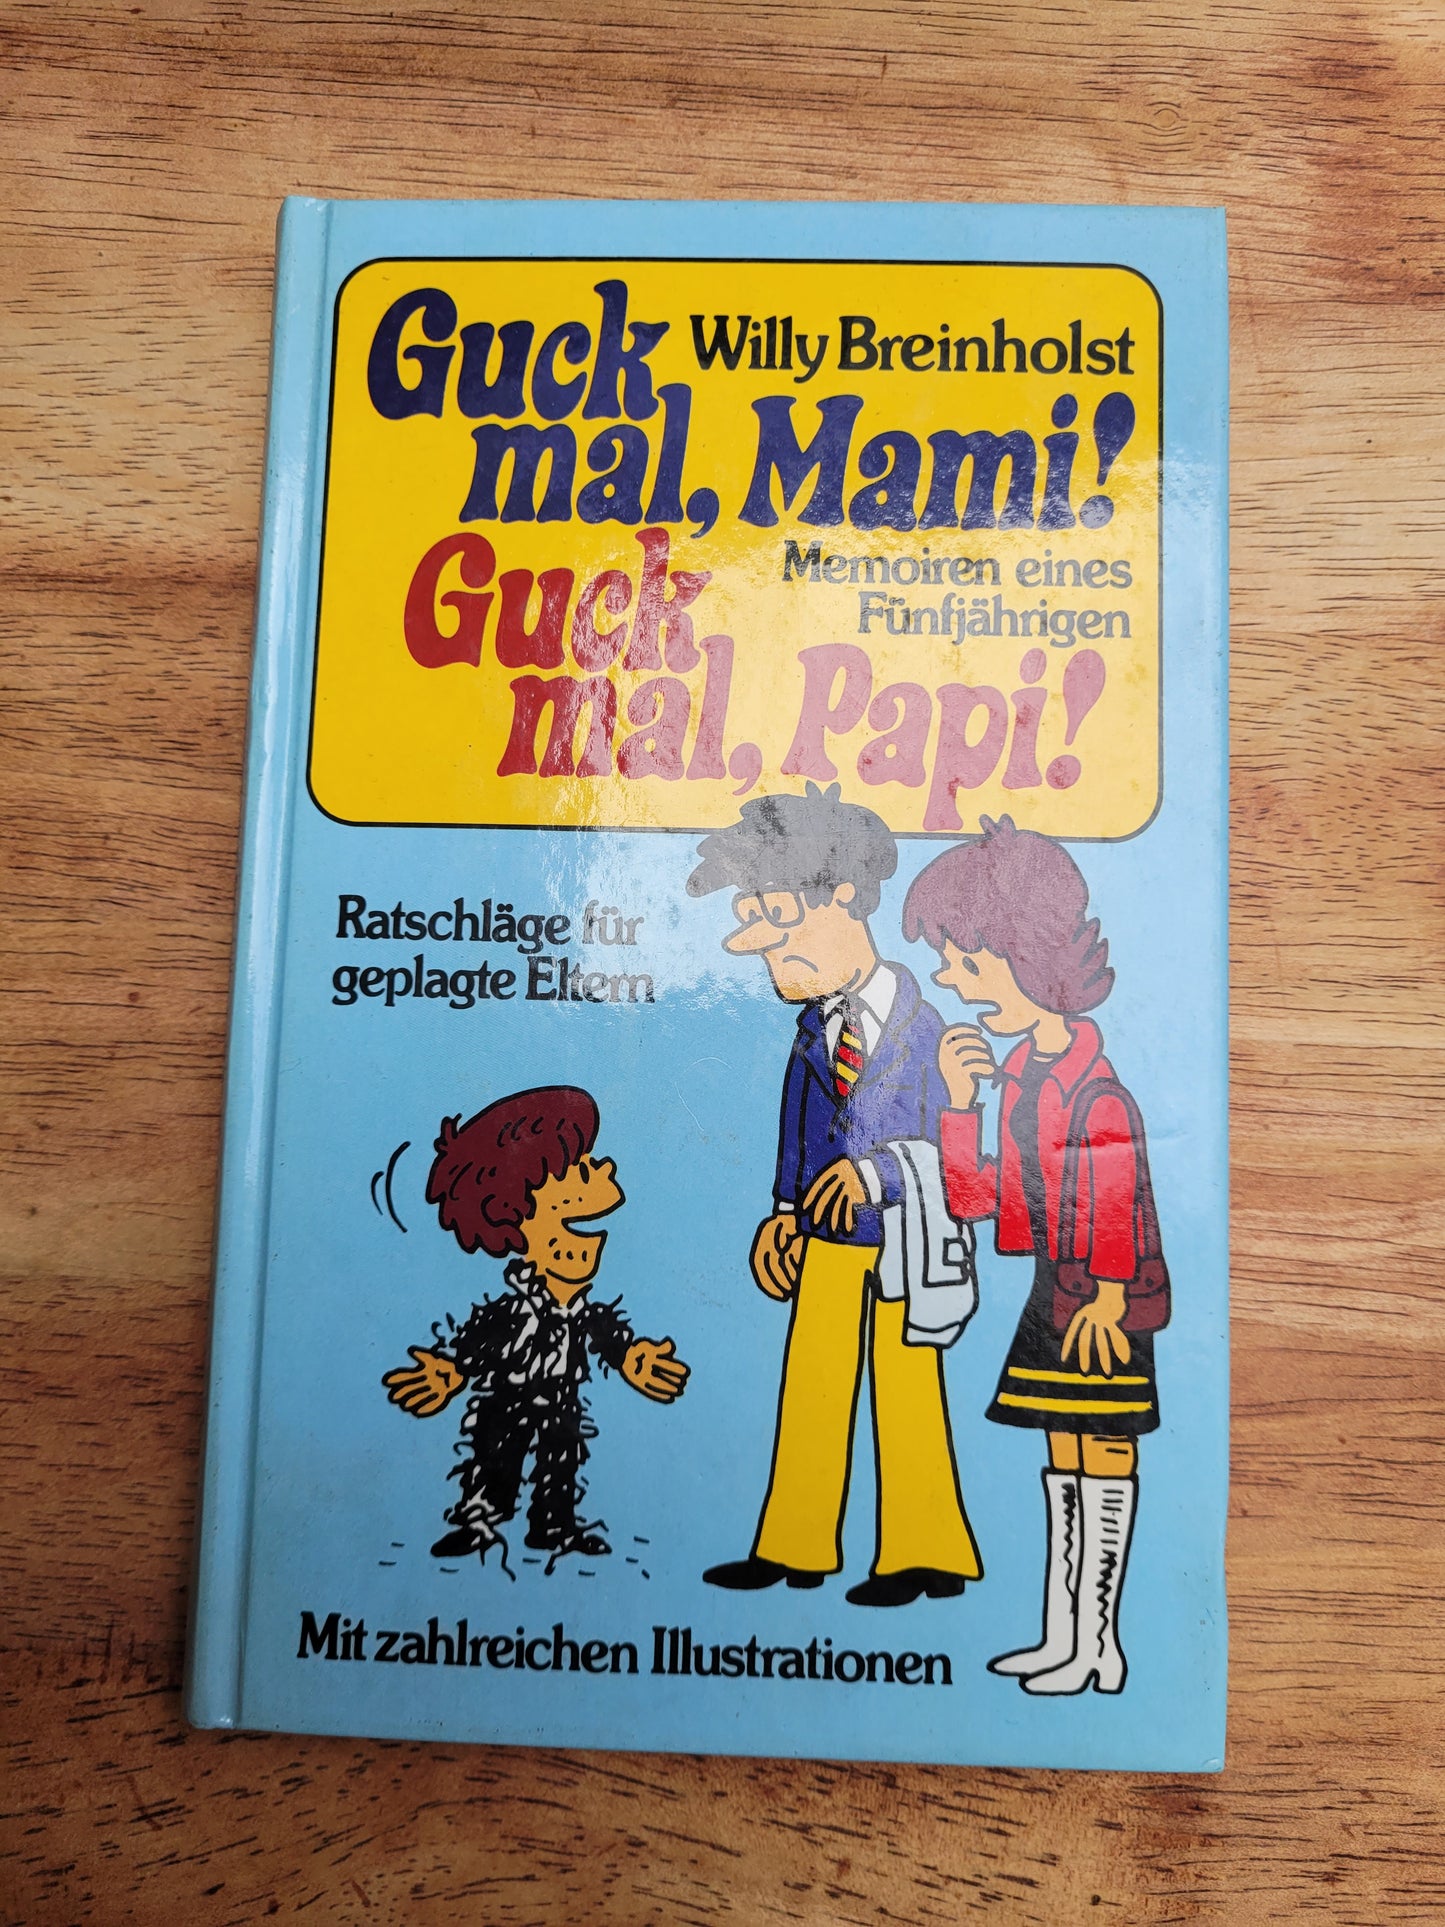 Willy Breinholst
Guck
mal, Mami!
Memoiren eines
Fünfjährigen
Guck
mal, Papi!
Ratschläge für
geplagte Eltern
Mit zahlreichen Illustrationen